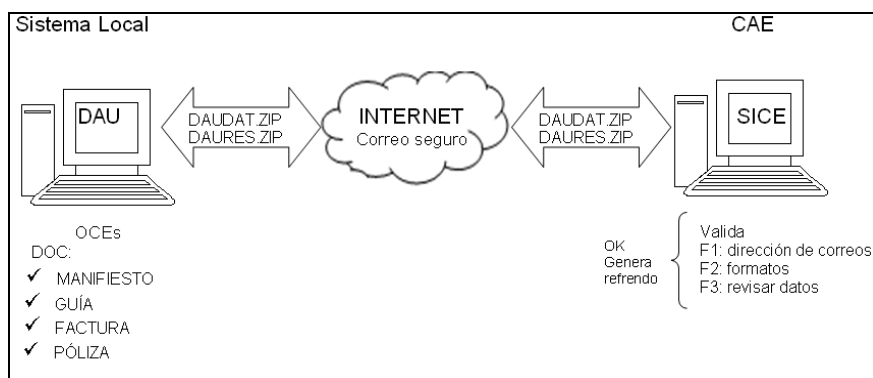 Sistema Local
CAE
DAU
DAUDAT.ZIP
DAURES.ZIP
INTERNET
Correo seguro
DAUDAT.ZIP
DAURES.ZIP
SICE
OCEs
DOC:
✓ MANIFIESTO
✓ GUÍA
✓ FACTURA
✓ PÓLIZA
OK
Genera
refrendo
Valida
F1: dirección de correos
F2: formatos
F3: revisar datos